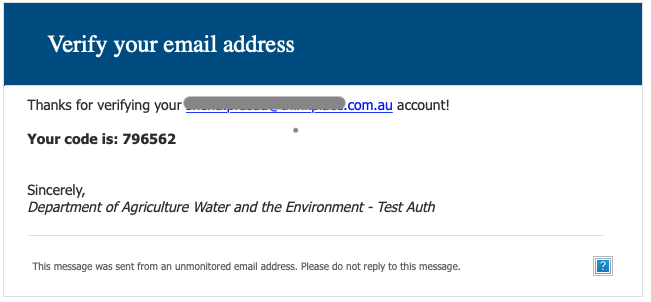 Verify your email address
Thanks for verifying your .com.au account!
Your code is: 796562
Sincerely,
Department of Agriculture Water and the Environment - Test Auth
This message was sent from an unmonitored email address. Please do not reply to this message.
?